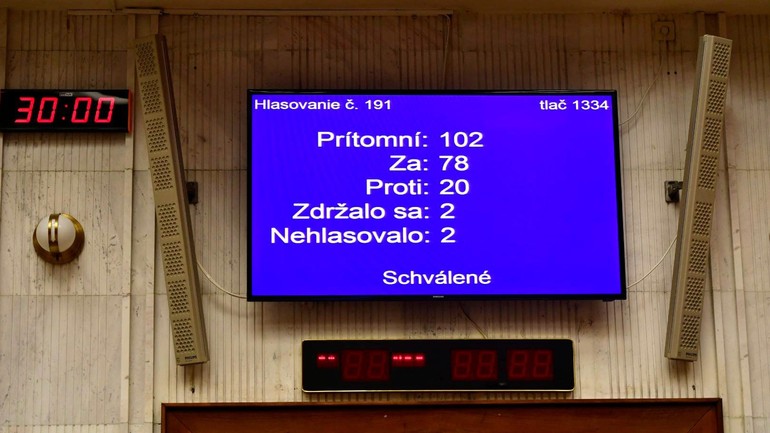 30:00
Hlasovanie č. 191 tlač 1334
Prítomní: 102
Za: 78
Proti: 20
Zdržalo sa: 2
Nehlasovalo: 2
Schválené